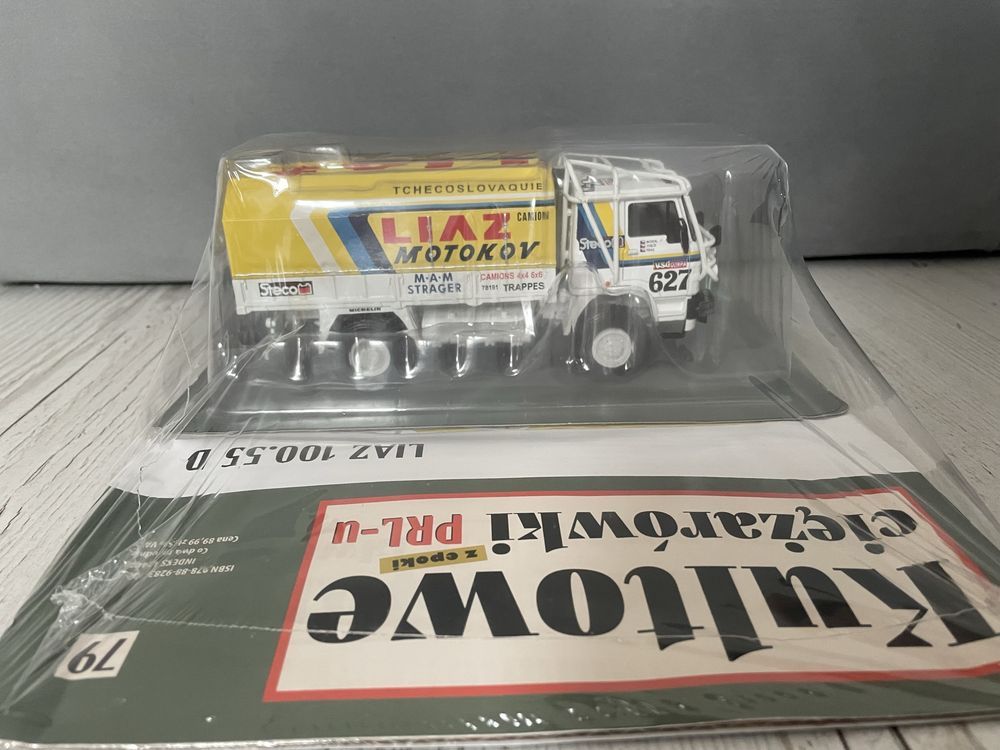 TCHECOSLOVAQUIE
LIAZ CAMIONS
MOTOKOV
M·A·M
STRAGER
CAMIONS 4x4 6x6
78191 TRAPPES
Steco
MICHELIN
Steco
627
LIAZ 100.55 D
Kultowe
z epoki
ciężarówki PRL-u
79